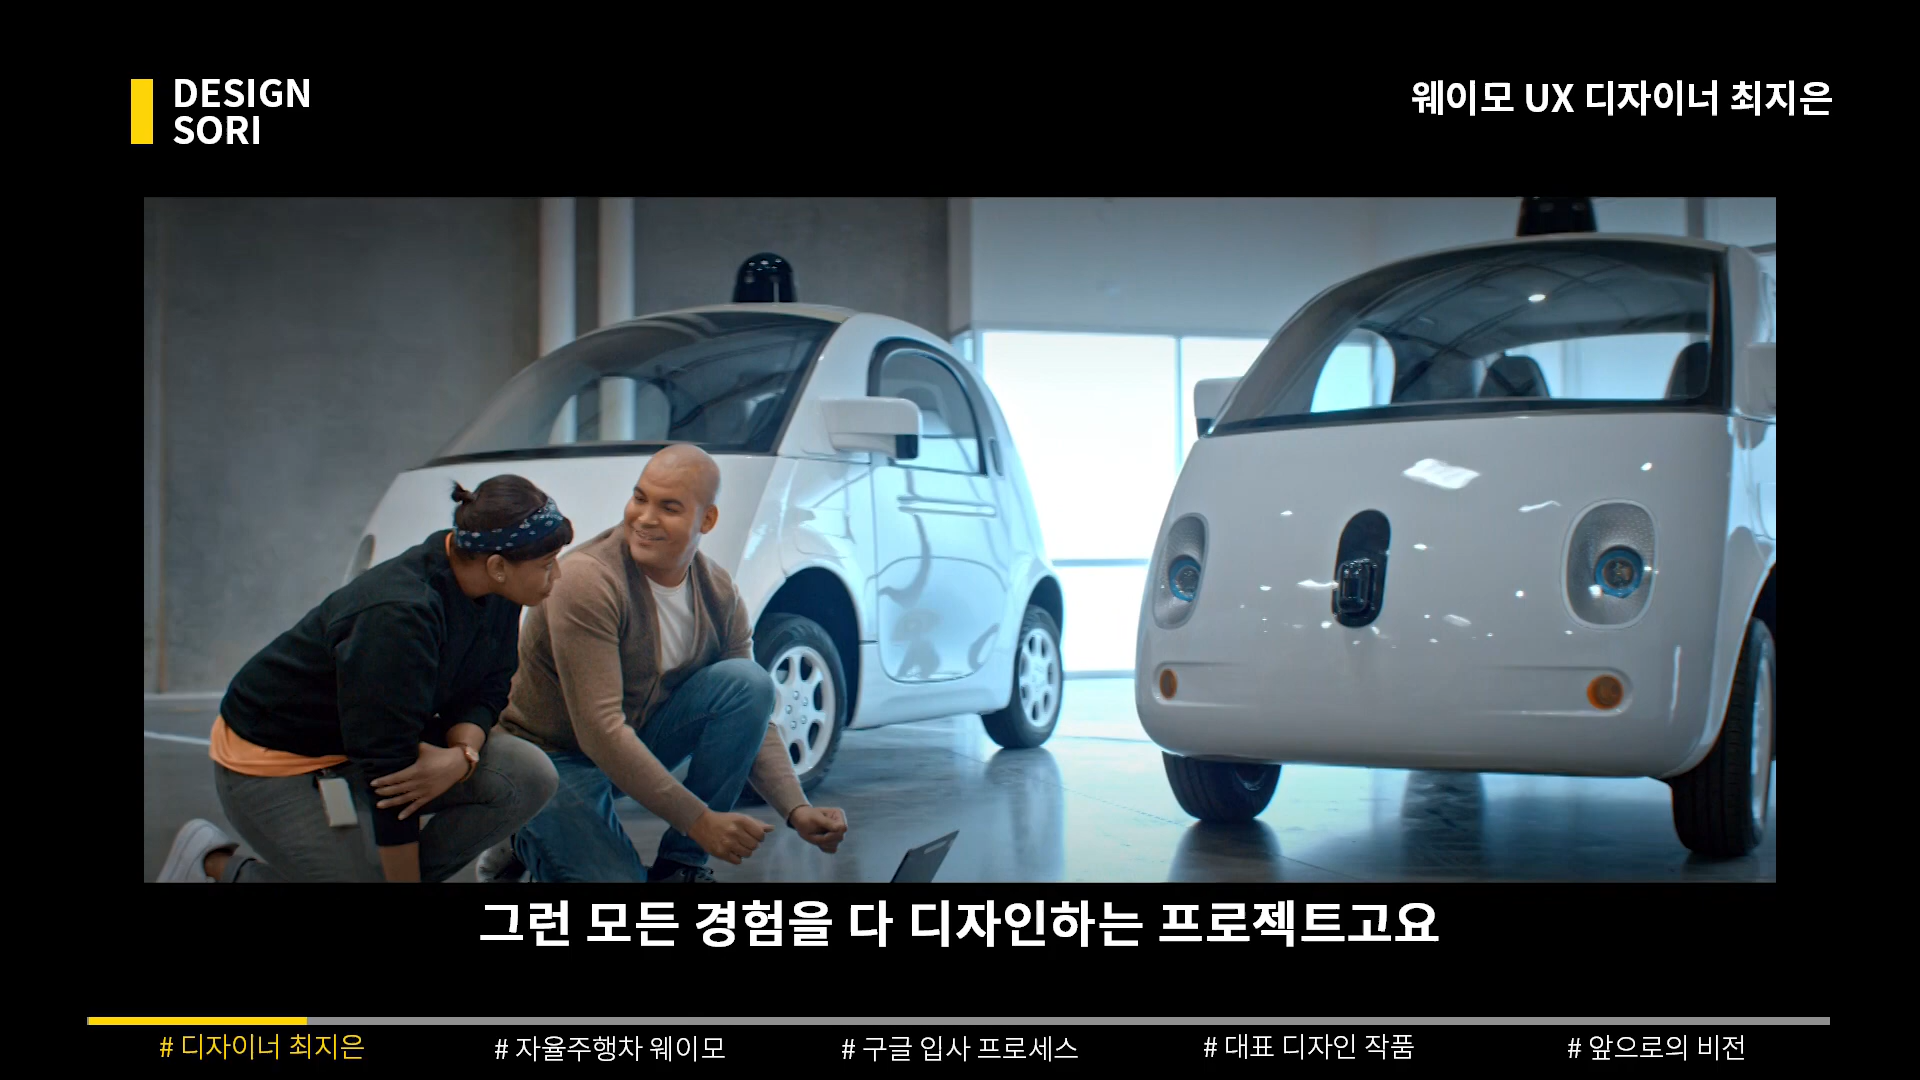 DESIGN
SORI
웨이모 UX 디자이너 최지은
그런 모든 경험을 다 디자인하는 프로젝트고요
# 디자이너 최지은
# 자율주행차 웨이모
# 구글 입사 프로세스
# 대표 디자인 작품
# 앞으로의 비전